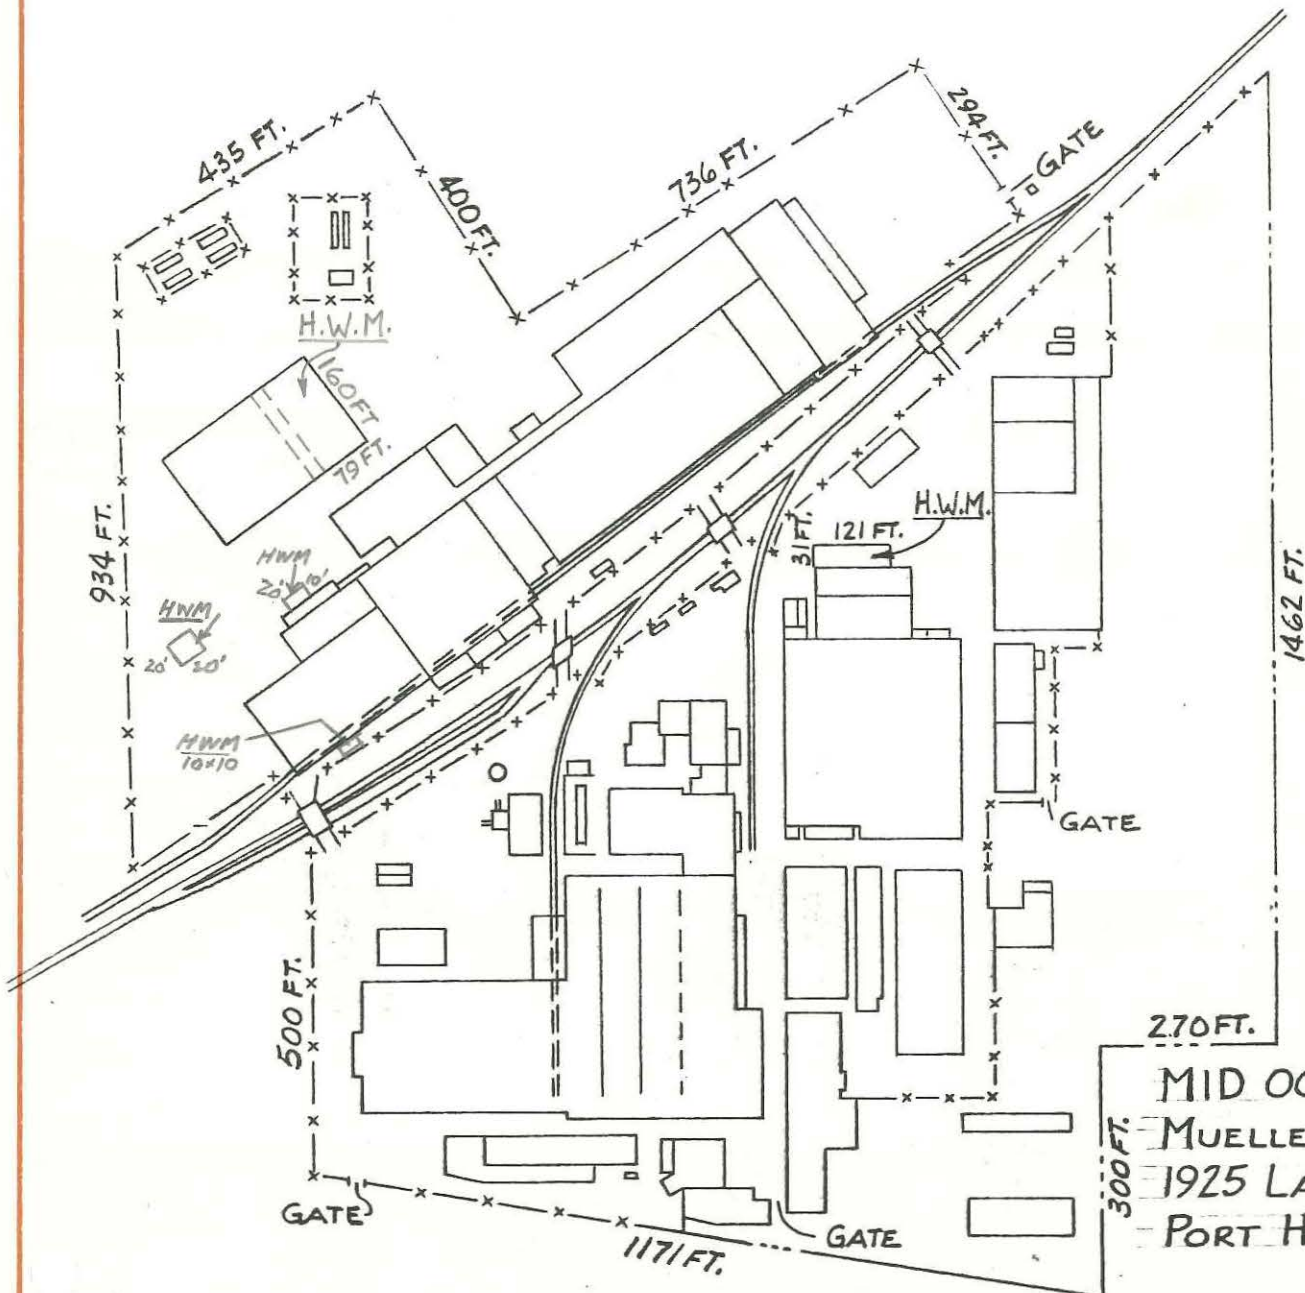 435 FT.
400 FT.
736 FT.
294 FT.
GATE
H.W.M.
160 FT
79 FT.
934 FT.
HWM
20' 10'
HWM
20'
HWM
10x10
H.W.M.
31 FT.
121 FT.
1462 FT.
GATE
500 FT.
270 FT.
300 FT.
GATE
GATE
1171 FT.
MUELLE
1925 LA
PORT H
MID